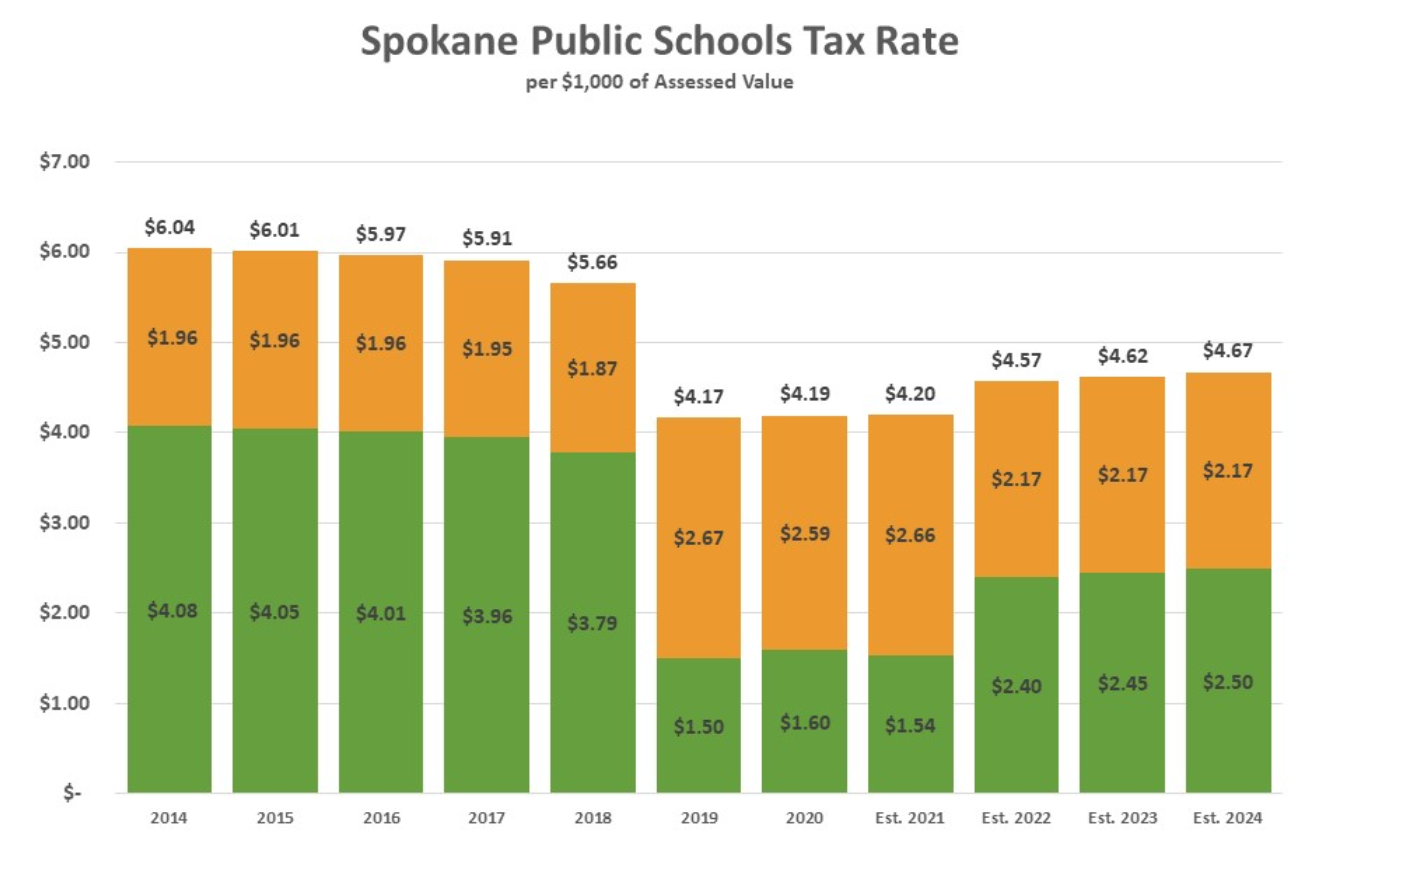 Spokane Public Schools Tax Rate
per $1,000 of Assessed Value
$7.00
$6.00
$5.00
$4.00
$3.00
$2.00
$1.00
$-
$6.04 $6.01 $5.97 $5.91 $5.66 $4.17 $4.19 $4.20 $4.57 $4.62 $4.67
$1.96 $1.96 $1.96 $1.95 $1.87 $2.67 $2.59 $2.66 $2.17 $2.17 $2.17
$4.08 $4.05 $4.01 $3.96 $3.79 $1.50 $1.60 $1.54 $2.40 $2.45 $2.50
2014 2015 2016 2017 2018 2019 2020 Est. 2021 Est. 2022 Est. 2023 Est. 2024